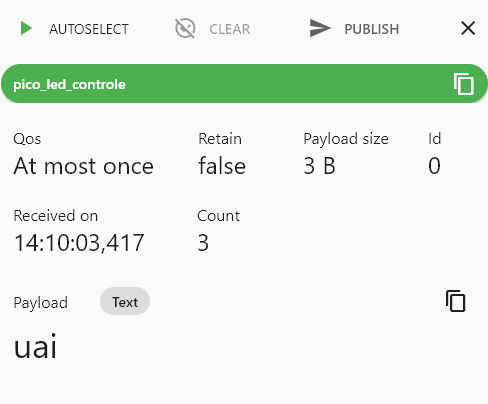 AUTOSELECT CLEAR PUBLISH
pico_led_controle
Qos Retain Payload size Id
At most once false 3 B 0
Received on Count
14:10:03,417 3
Payload Text
uai